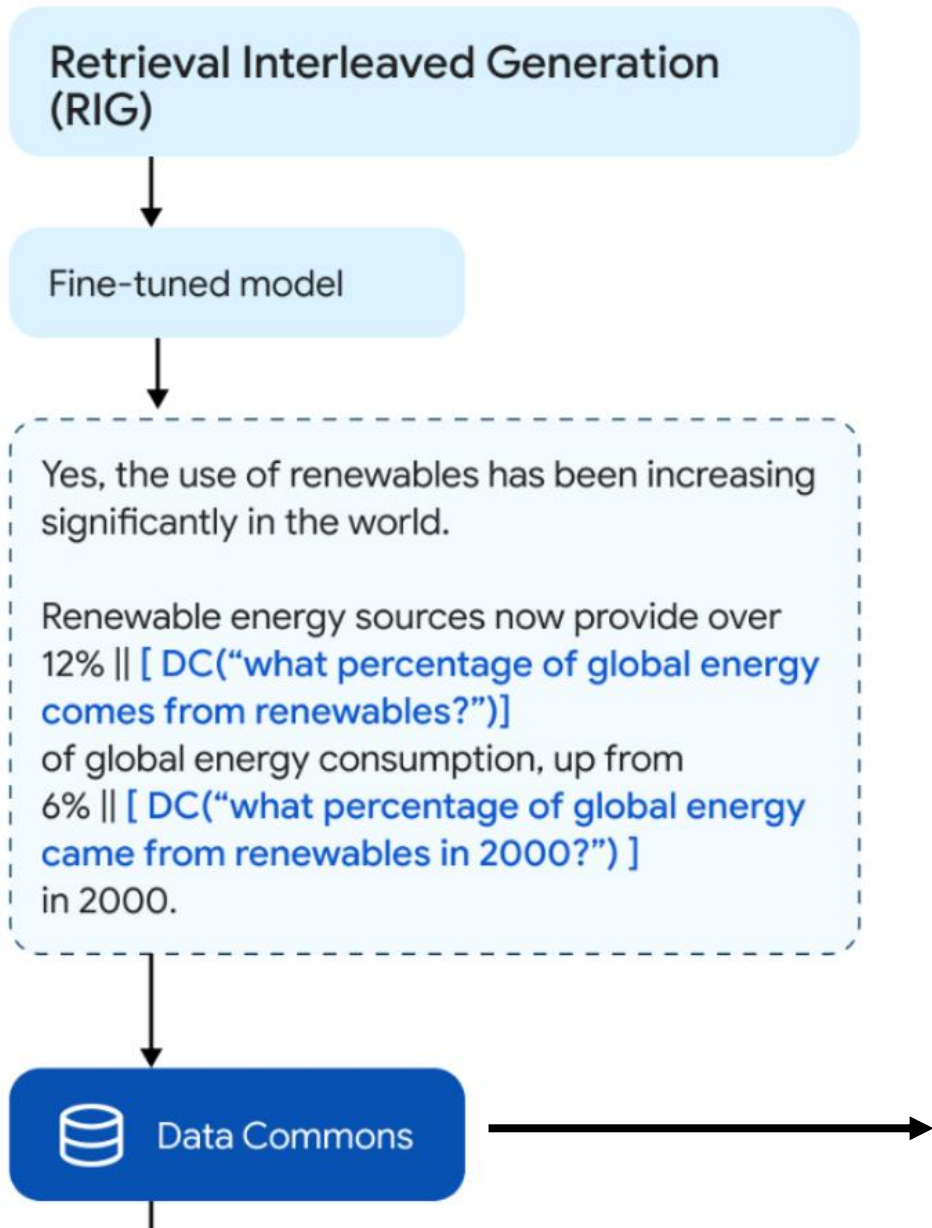 Retrieval Interleaved Generation
(RIG)
Fine-tuned model
Yes, the use of renewables has been increasing
significantly in the world.
Renewable energy sources now provide over
12% || [ DC(“what percentage of global energy
comes from renewables?”)]
of global energy consumption, up from
6% || [ DC(“what percentage of global energy
came from renewables in 2000?”) ]
in 2000.
Data Commons